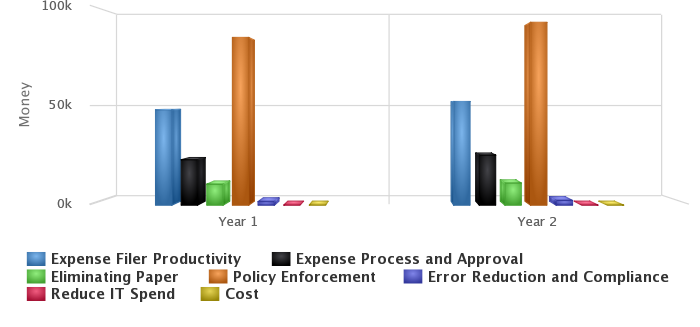 100k
50k
0k
Money
Year 1
Year 2
Expense Filer Productivity
Expense Process and Approval
Eliminating Paper
Policy Enforcement
Error Reduction and Compliance
Reduce IT Spend
Cost